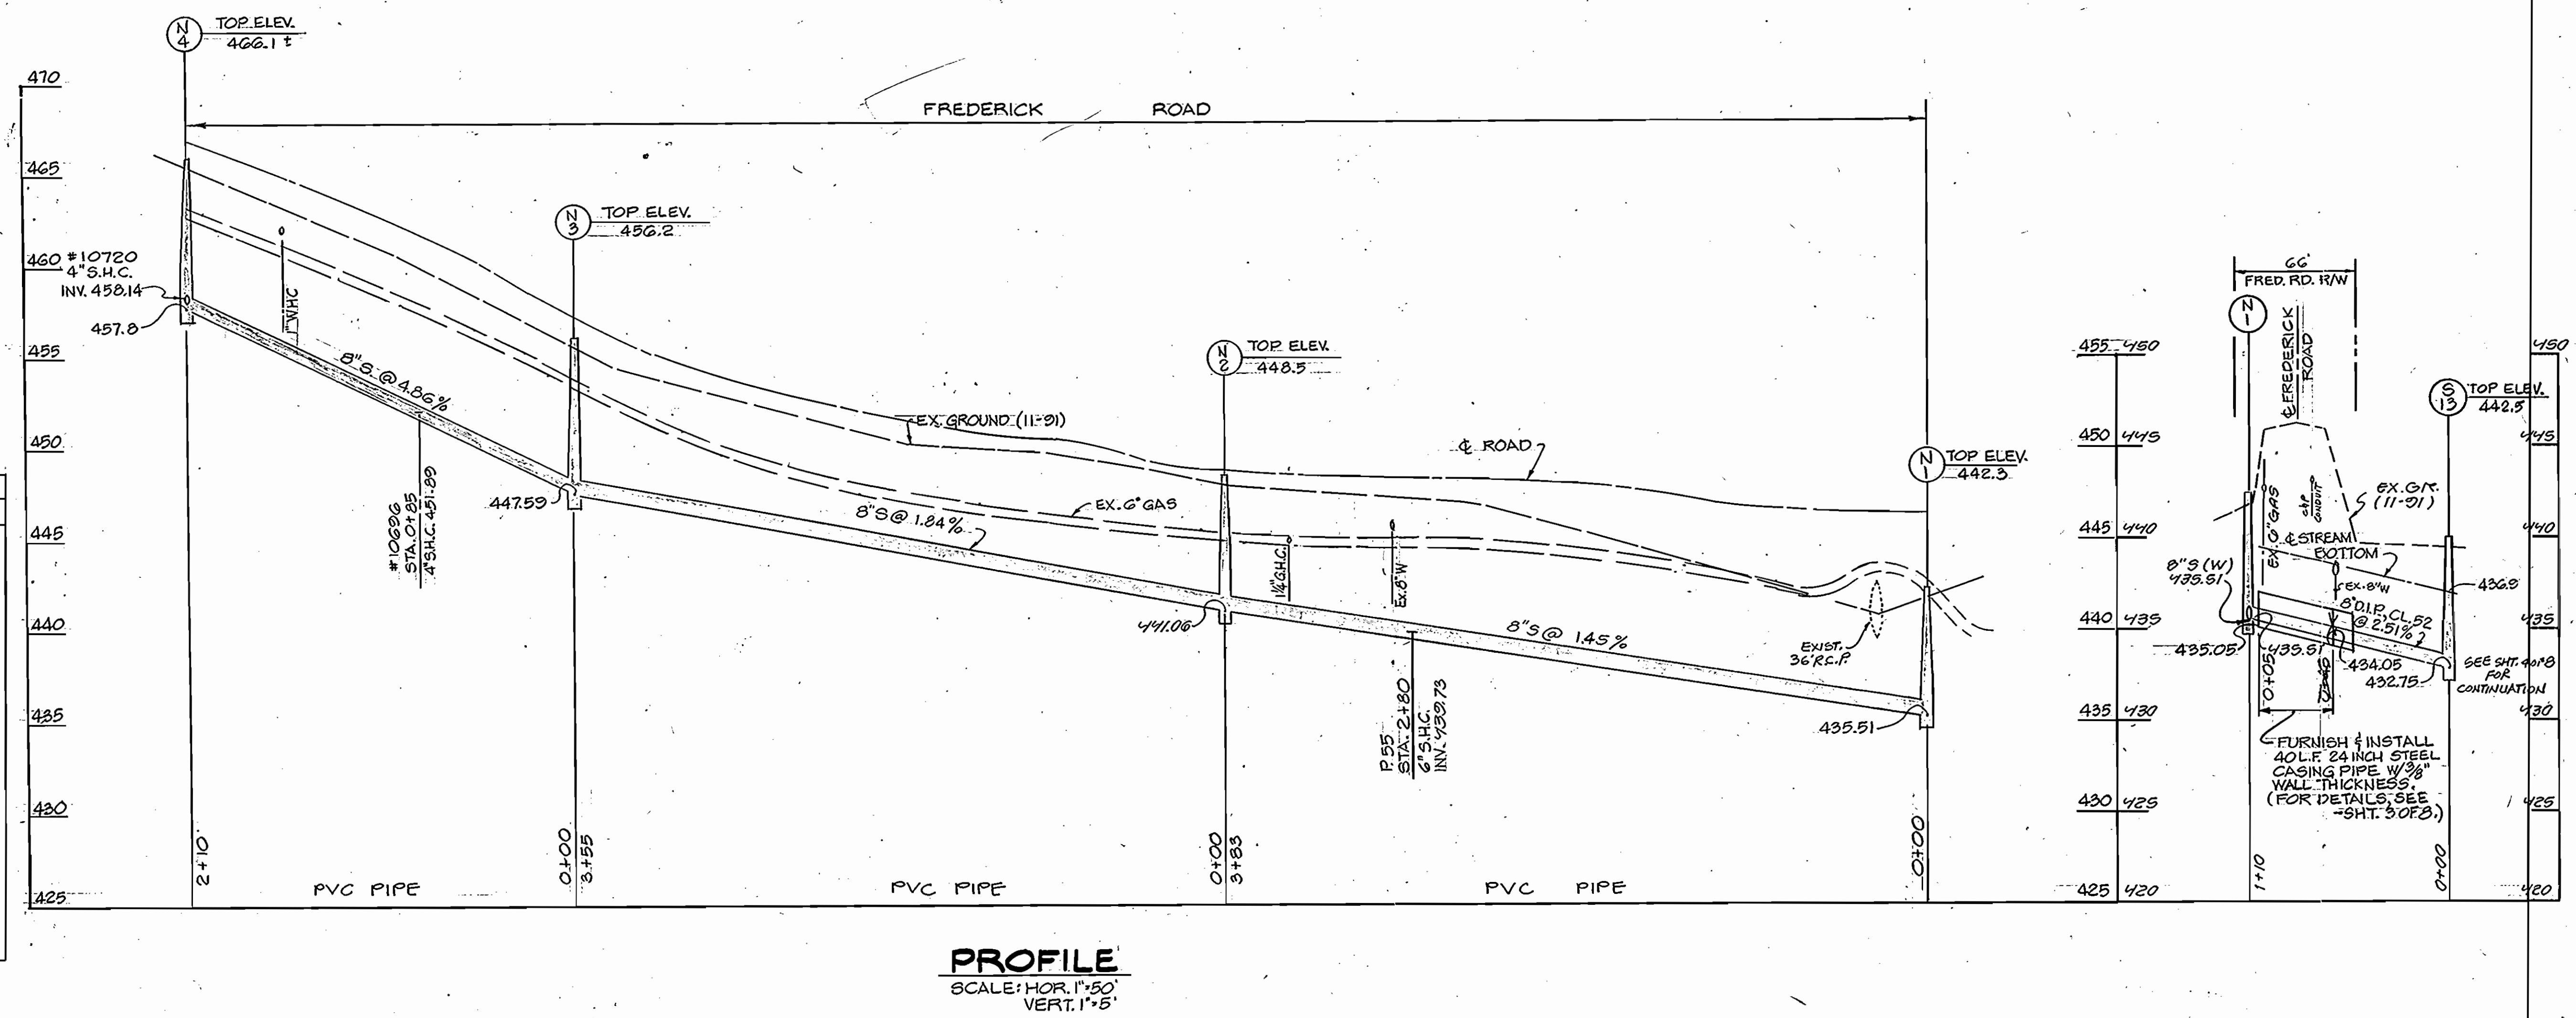 N
4
TOP ELEV.
466.1 ±
470
465
460
455
450
445
440
435
430
425
FREDERICK ROAD
#10720
4" S.H.C.
INV. 458.14
457.8
1" W.H.C
8" S @ 4.86%
#10696
STA. 0+85
4" S.H.C. 451.89
N
3
TOP ELEV.
456.2
447.59
8" S @ 1.84%
EX. GROUND (11-91)
EX. 6" GAS
N
2
TOP ELEV.
448.5
441.06
1¼" G.H.C.
EX. 8" W
℄ ROAD
8" S @ 1.45%
P. 55
STA. 2+80
6" S.H.C.
INV. 439.73
EXIST.
36" R.C.P.
N
1
TOP ELEV.
442.3
435.51
2+10
0+00
3+55
0+00
3+83
0+00
PVC PIPE
PVC PIPE
PVC PIPE
66'
FRED. RD. R/W
N
1
℄ FREDERICK
ROAD
S
13
TOP ELEV.
442.5
455 450
450 445
445 440
440 435
435 430
430 425
425 420
450
445
440
435
430
425
420
EX. 6" GAS
C&P
CONDUIT
EX. GR.
(11-91)
℄ STREAM
BOTTOM
8" S (W)
435.51
EX. 8" W
436.9
8" D.I.P., CL. 52
@ 2.51%
435.05
435.51
434.05
432.75
0+05
SEE SHT. 4 OF 8
FOR
CONTINUATION
FURNISH & INSTALL
40 L.F. 24 INCH STEEL
CASING PIPE W/ 3/8"
WALL THICKNESS.
(FOR DETAILS, SEE
SHT. 3 OF 8.)
1+10
0+00
PROFILE
SCALE: HOR. 1"=50'
VERT. 1"=5'